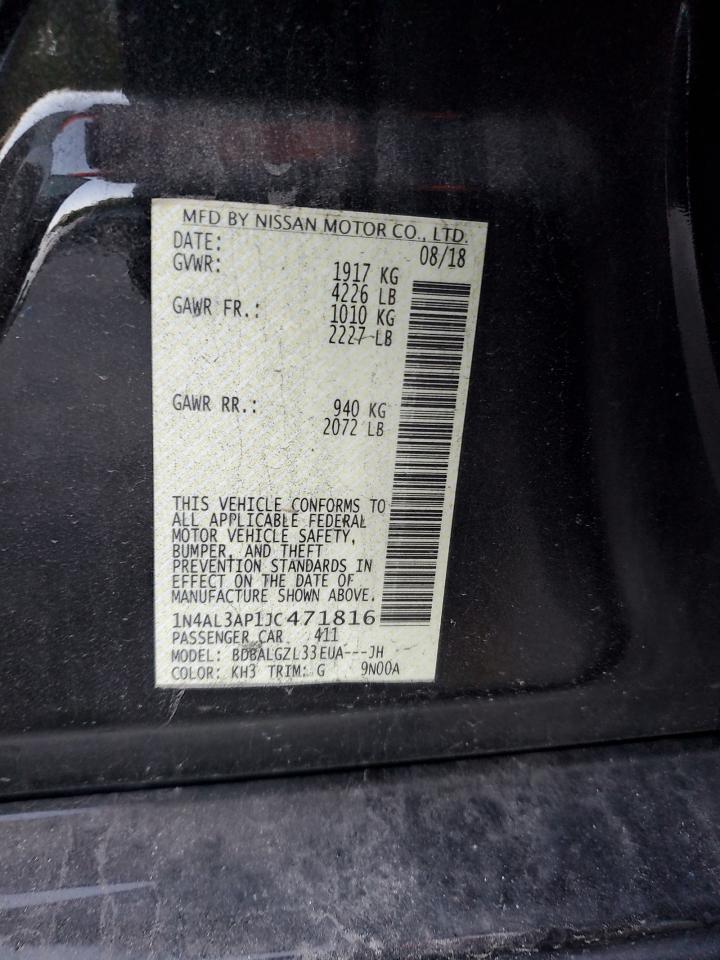 MFD BY NISSAN MOTOR CO., LTD.
DATE: 08/18
GVWR: 1917 KG
4226 LB
GAWR FR.: 1010 KG
2227 LB
GAWR RR.: 940 KG
2072 LB
THIS VEHICLE CONFORMS TO
ALL APPLICABLE FEDERAL
MOTOR VEHICLE SAFETY,
BUMPER, AND THEFT
PREVENTION STANDARDS IN
EFFECT ON THE DATE OF
MANUFACTURE SHOWN ABOVE.
1N4AL3AP1JC471816
PASSENGER CAR 411
MODEL: BDBALGZL33EUA---JH
COLOR: KH3 TRIM: G 9N00A